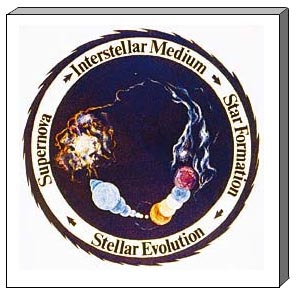 Interstellar Medium
Star Formation
Stellar Evolution
Supernova